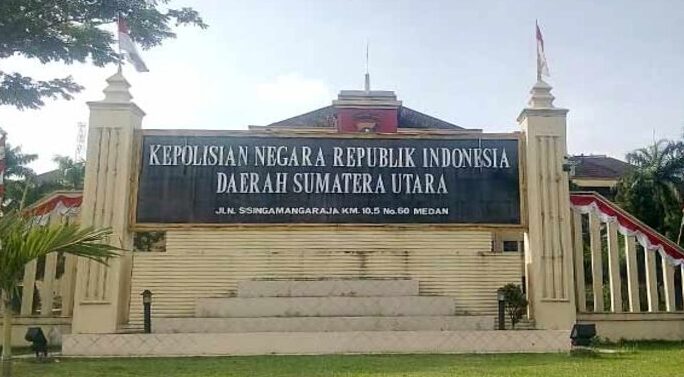 KEPOLISIAN NEGARA REPUBLIK INDONESIA
DAERAH SUMATERA UTARA
JLN. SISINGAMANGARAJA KM. 10,5 No.60 MEDAN